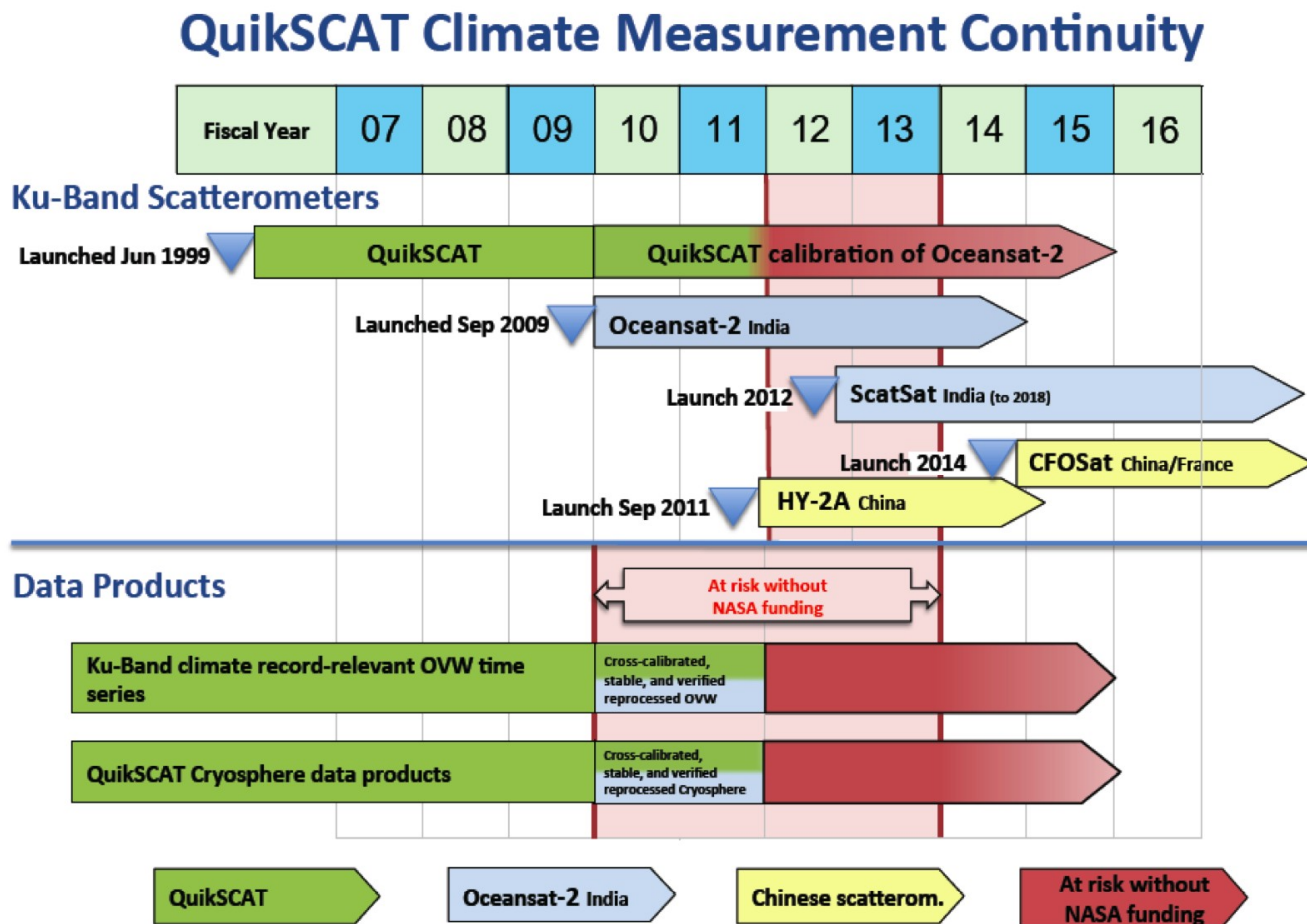 QuikSCAT Climate Measurement Continuity
Fiscal Year 07 08 09 10 11 12 13 14 15 16
Ku-Band Scatterometers
Launched Jun 1999 QuikSCAT QuikSCAT calibration of Oceansat-2
Launched Sep 2009 Oceansat-2 India
Launch 2012 ScatSat India (to 2018)
Launch 2014 CFOSat China/France
Launch Sep 2011 HY-2A China
Data Products
At risk without
NASA funding
Ku-Band climate record-relevant OVW time
series
Cross-calibrated,
stable, and verified
reprocessed OVW
QuikSCAT Cryosphere data products
Cross-calibrated,
stable, and verified
reprocessed Cryosphere
QuikSCAT
Oceansat-2 India
Chinese scatterom.
At risk without
NASA funding